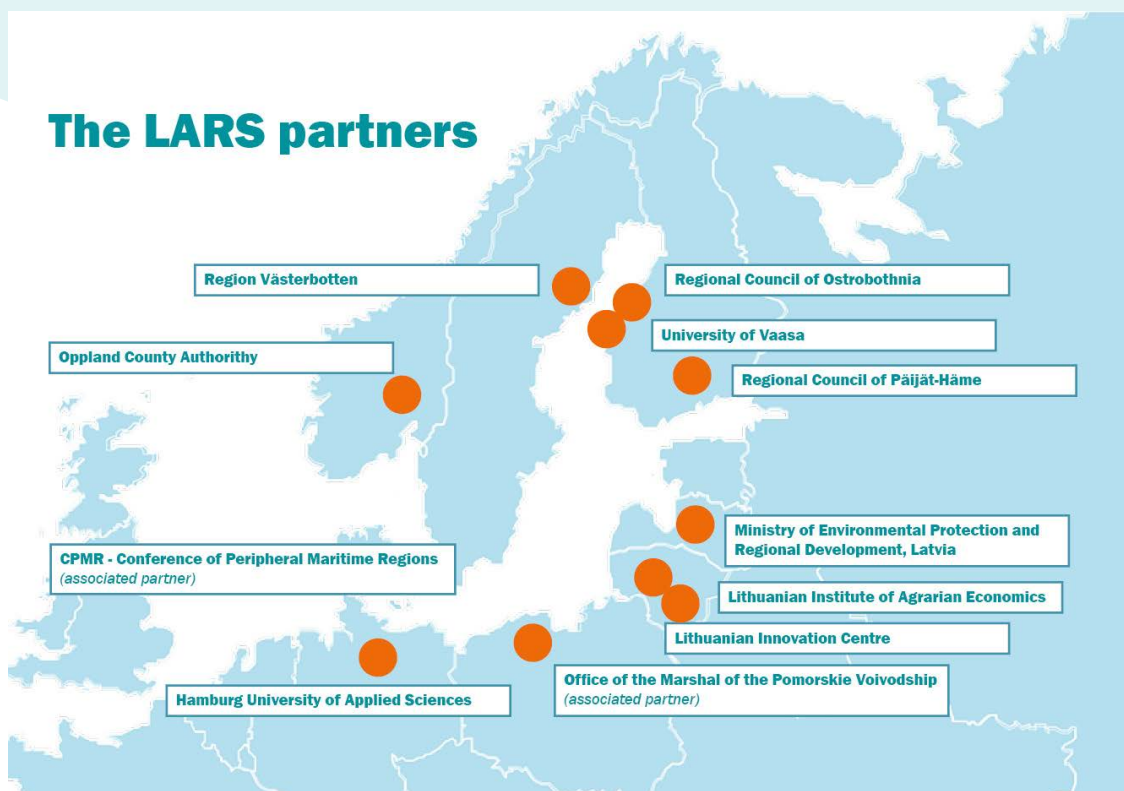 The LARS partners
Region Västerbotten
Regional Council of Ostrobothnia
University of Vaasa
Oppland County Authorithy
Regional Council of Päijät-Häme
Ministry of Environmental Protection and
Regional Development, Latvia
CPMR - Conference of Peripheral Maritime Regions
(associated partner)
Lithuanian Institute of Agrarian Economics
Lithuanian Innovation Centre
Office of the Marshal of the Pomorskie Voivodship
(associated partner)
Hamburg University of Applied Sciences